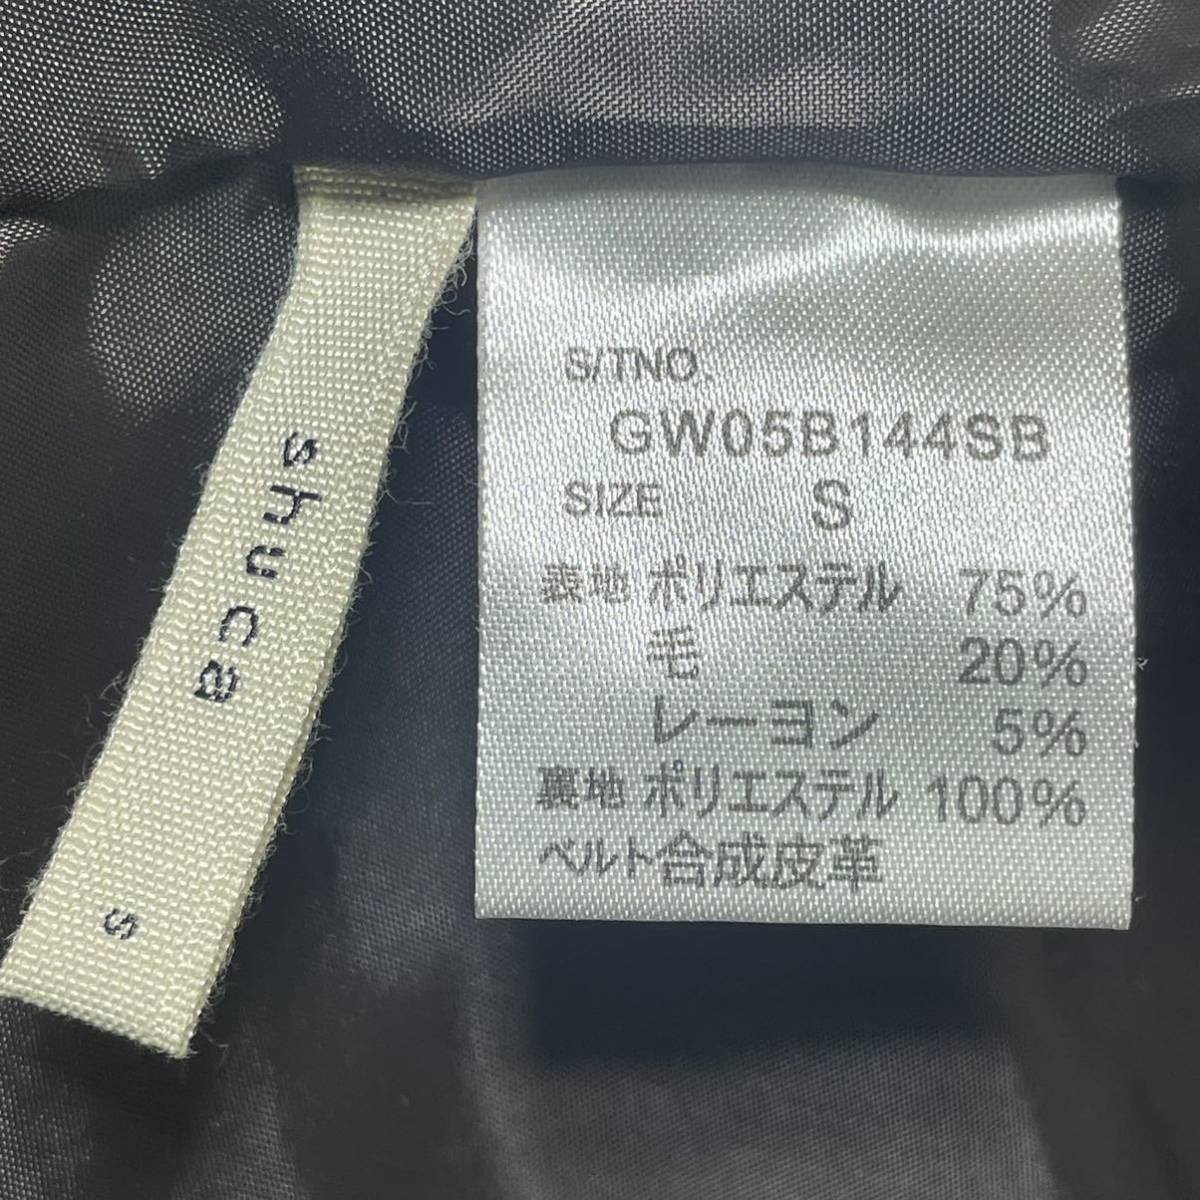 shuca
s
S/TNO.
GW05B144SB
SIZE S
表地 ポリエステル 75%
毛 20%
レーヨン 5%
裏地 ポリエステル 100%
ベルト合成皮革